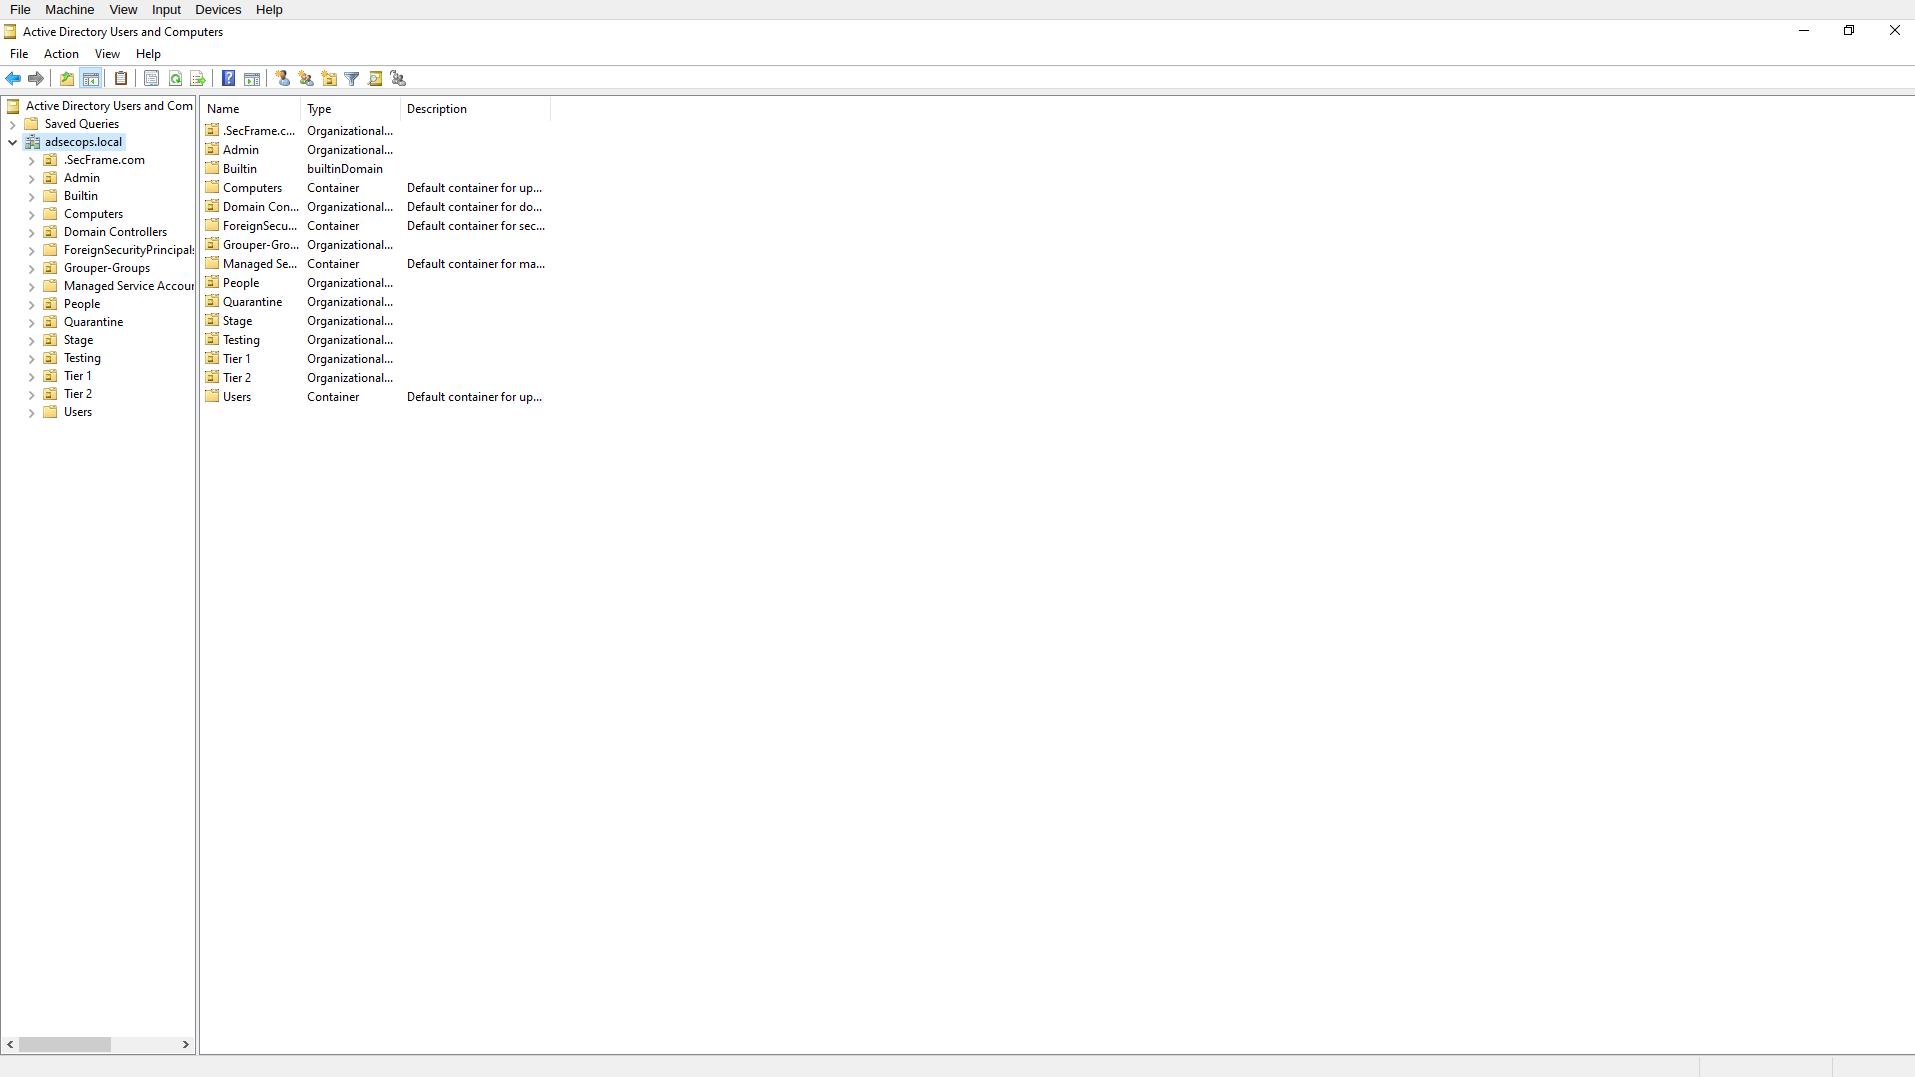 File Machine View Input Devices Help
Active Directory Users and Computers
File Action View Help
Active Directory Users and Com
Saved Queries
adsecops.local
.SecFrame.com
Admin
Builtin
Computers
Domain Controllers
ForeignSecurityPrincipals
Grouper-Groups
Managed Service Accour
People
Quarantine
Stage
Testing
Tier 1
Tier 2
Users
Name Type Description
.SecFrame.c... Organizational...
Admin Organizational...
Builtin builtinDomain
Computers Container Default container for up...
Domain Con... Organizational... Default container for do...
ForeignSecu... Container Default container for sec...
Grouper-Gro... Organizational...
Managed Se... Container Default container for ma...
People Organizational...
Quarantine Organizational...
Stage Organizational...
Testing Organizational...
Tier 1 Organizational...
Tier 2 Organizational...
Users Container Default container for up...